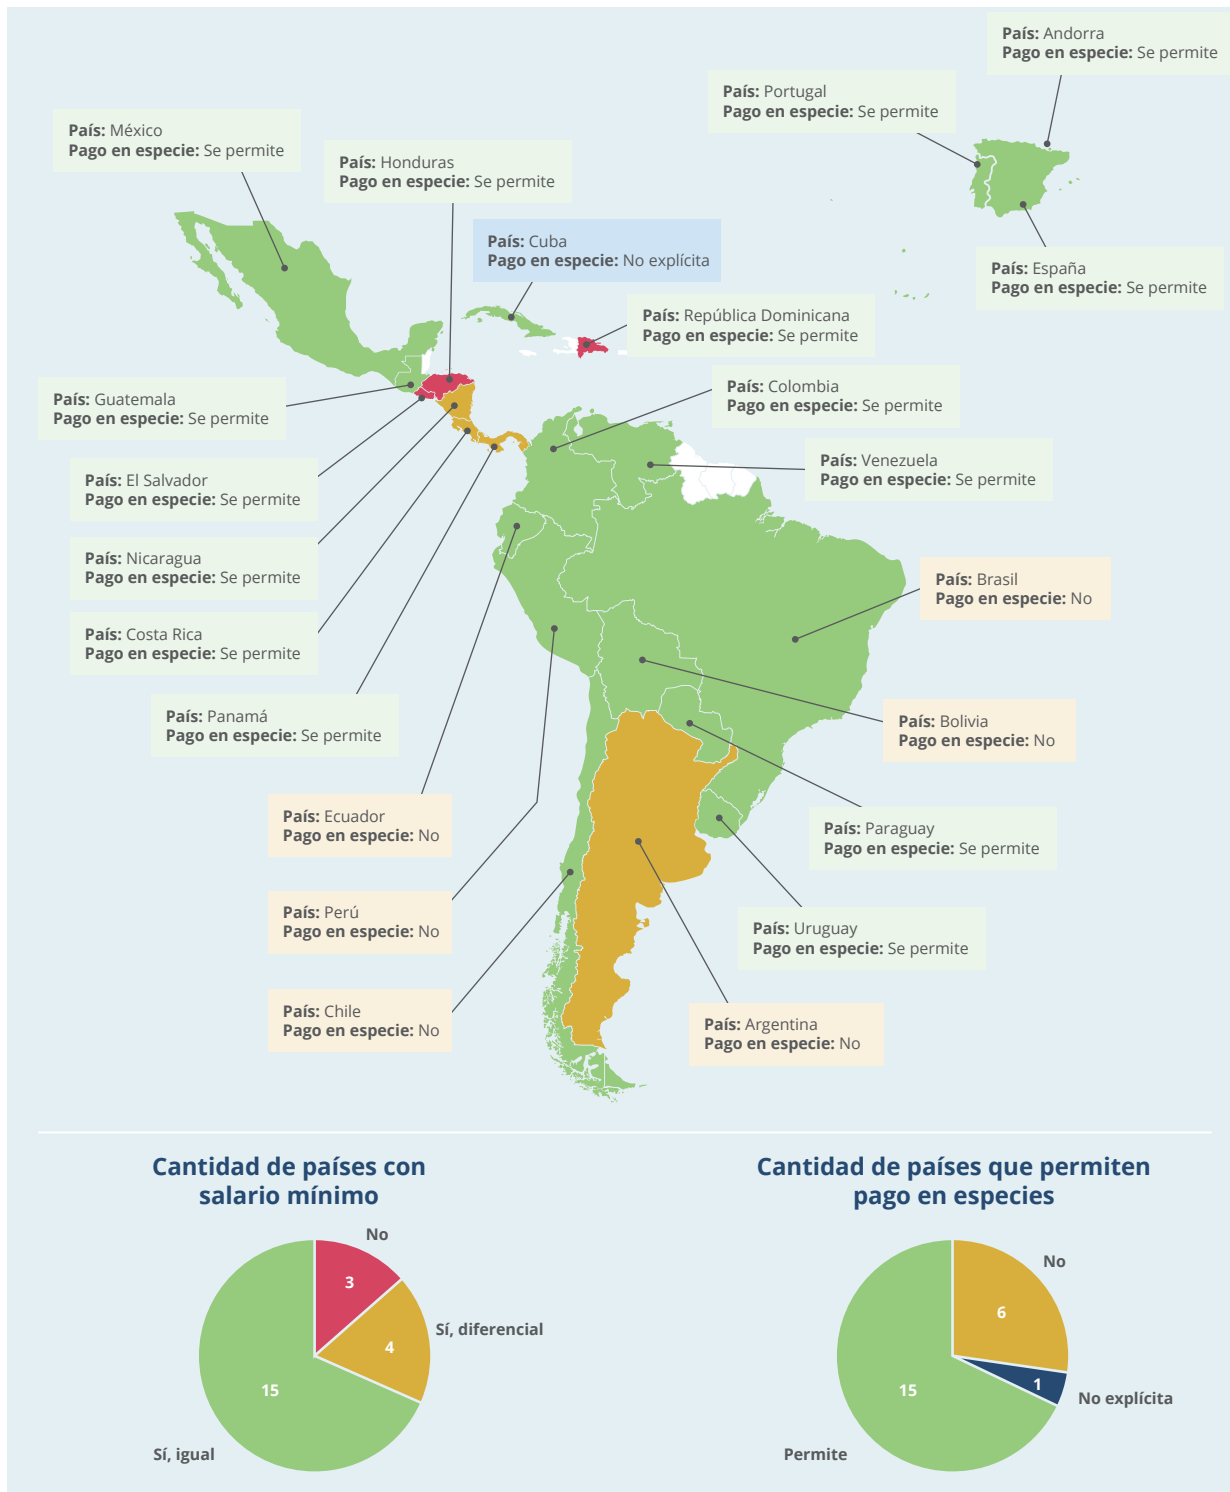 País: Andorra
Pago en especie: Se permite
País: Portugal
Pago en especie: Se permite
País: México
Pago en especie: Se permite
País: Honduras
Pago en especie: Se permite
País: Cuba
Pago en especie: No explícita
País: España
Pago en especie: Se permite
País: República Dominicana
Pago en especie: Se permite
País: Guatemala
Pago en especie: Se permite
País: Colombia
Pago en especie: Se permite
País: Venezuela
Pago en especie: Se permite
País: El Salvador
Pago en especie: Se permite
País: Nicaragua
Pago en especie: Se permite
País: Brasil
Pago en especie: No
País: Costa Rica
Pago en especie: Se permite
País: Panamá
Pago en especie: Se permite
País: Bolivia
Pago en especie: No
País: Ecuador
Pago en especie: No
País: Paraguay
Pago en especie: Se permite
País: Perú
Pago en especie: No
País: Uruguay
Pago en especie: Se permite
País: Chile
Pago en especie: No
País: Argentina
Pago en especie: No
Cantidad de países con
salario mínimo
No
3
Sí, diferencial
4
15
Sí, igual
Cantidad de países que permiten
pago en especies
No
6
1
No explícita
15
Permite